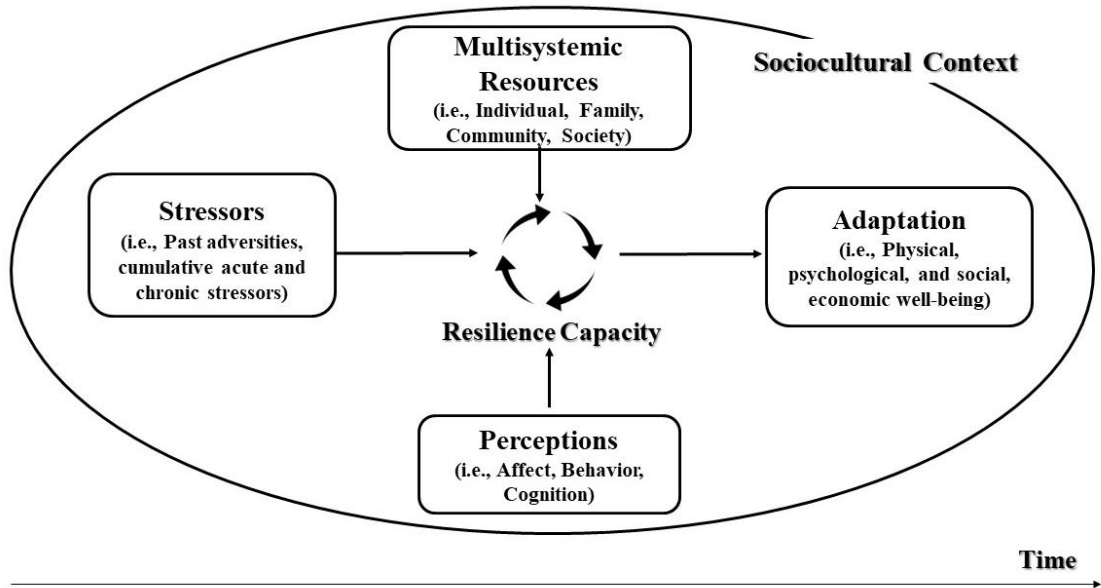 Multisystemic
Resources
(i.e., Individual, Family,
Community, Society)
Sociocultural Context
Stressors
(i.e., Past adversities,
cumulative acute and
chronic stressors)
Adaptation
(i.e., Physical,
psychological, and social,
economic well-being)
Resilience Capacity
Perceptions
(i.e., Affect, Behavior,
Cognition)
Time